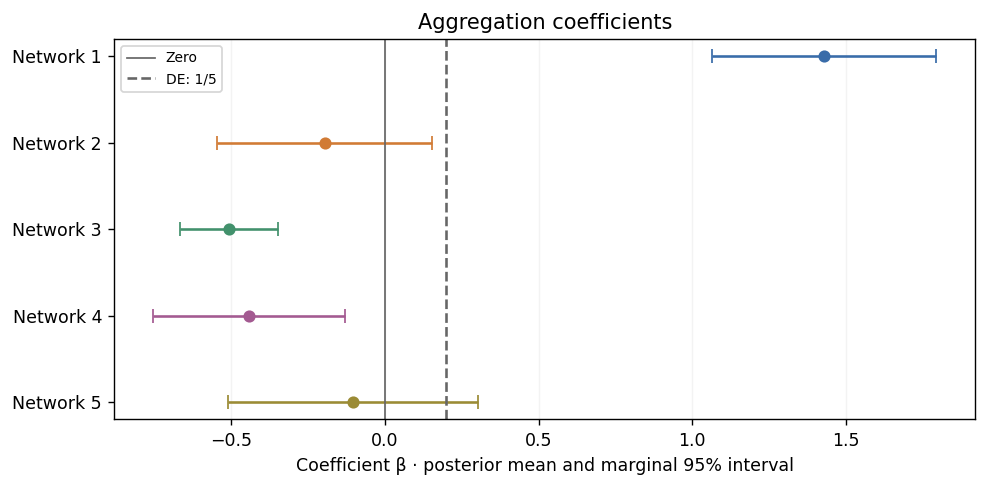 Aggregation coefficients
Zero
DE: 1/5
Network 1
Network 2
Network 3
Network 4
Network 5
−0.5 0.0 0.5 1.0 1.5
Coefficient β · posterior mean and marginal 95% interval